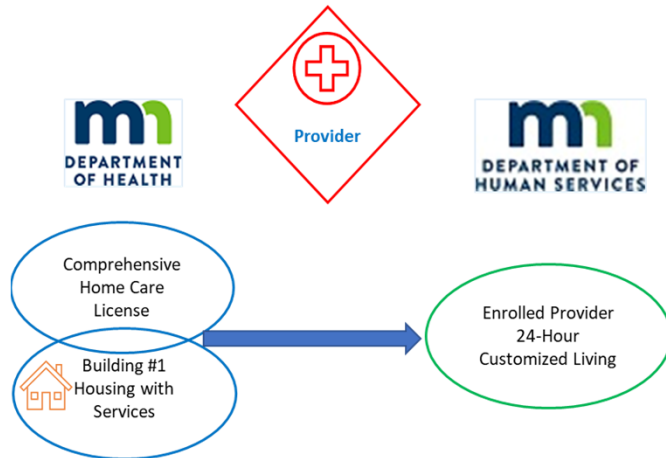 Provider
mn
DEPARTMENT
OF HEALTH
mn
DEPARTMENT OF
HUMAN SERVICES
Comprehensive
Home Care
License
Building #1
Housing with
Services
Enrolled Provider
24-Hour
Customized Living